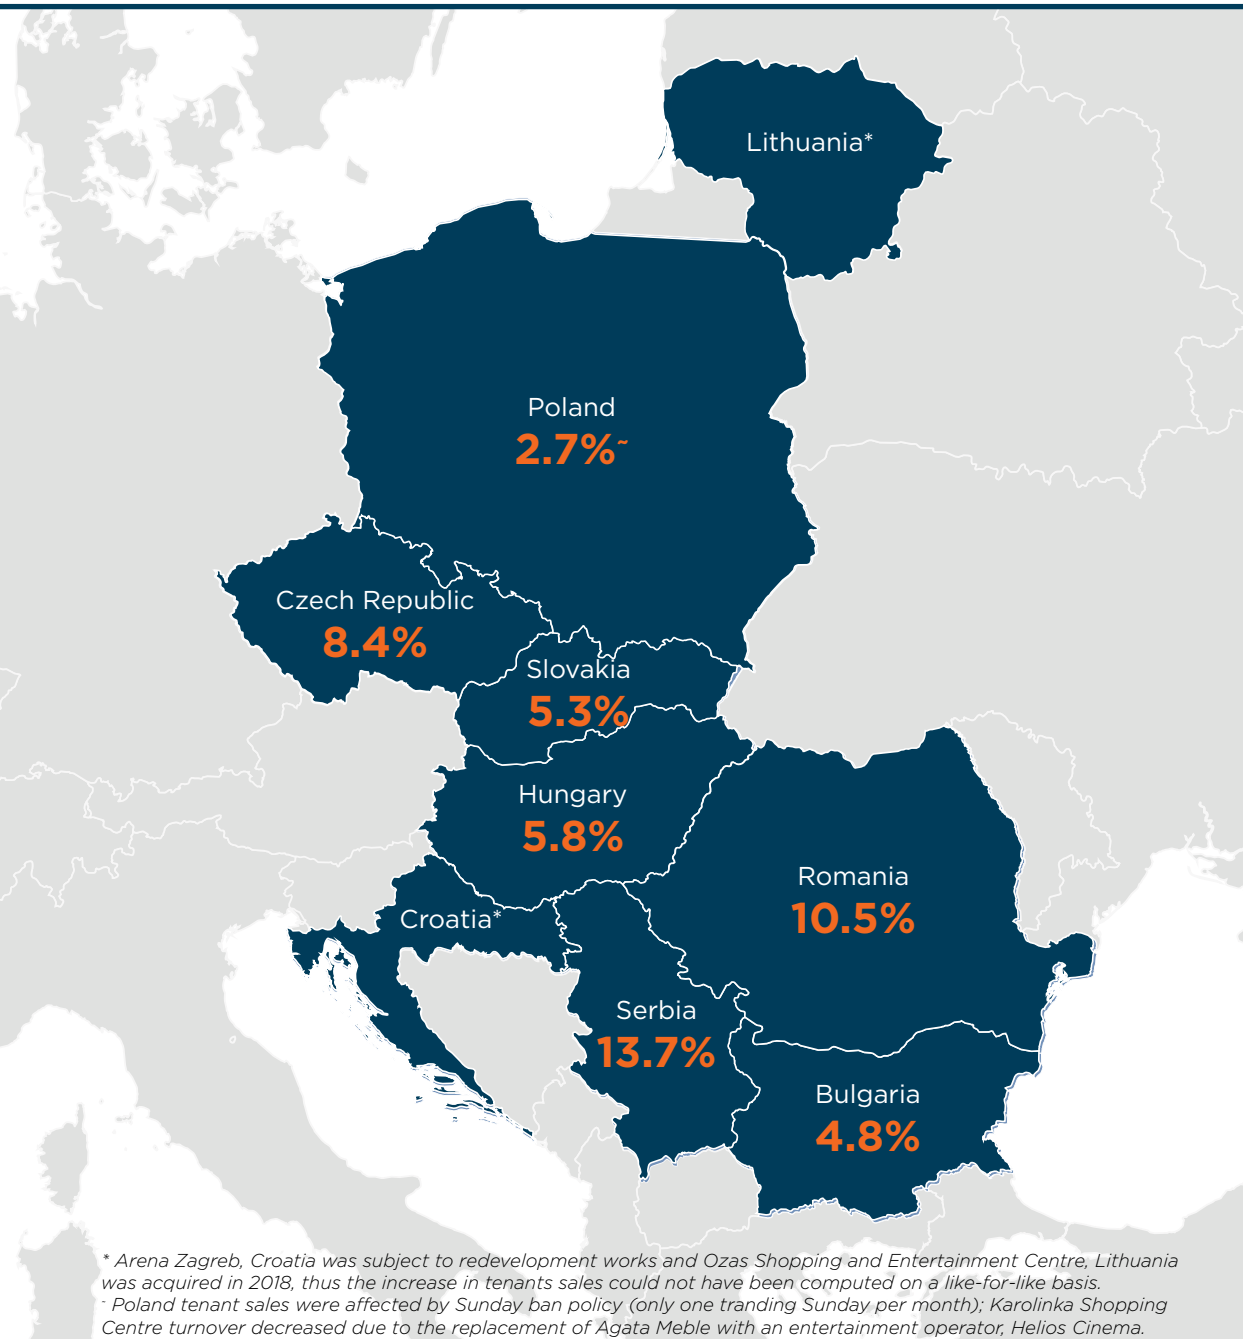 Lithuania*
Poland
2.7%~
Czech Republic
8.4%
Slovakia
5.3%
Hungary
5.8%
Romania
10.5%
Croatia*
Serbia
13.7%
Bulgaria
4.8%
* Arena Zagreb, Croatia was subject to redevelopment works and Ozas Shopping and Entertainment Centre, Lithuania
was acquired in 2018, thus the increase in tenants sales could not have been computed on a like-for-like basis.
~ Poland tenant sales were affected by Sunday ban policy (only one tranding Sunday per month); Karolinka Shopping
Centre turnover decreased due to the replacement of Agata Meble with an entertainment operator, Helios Cinema.